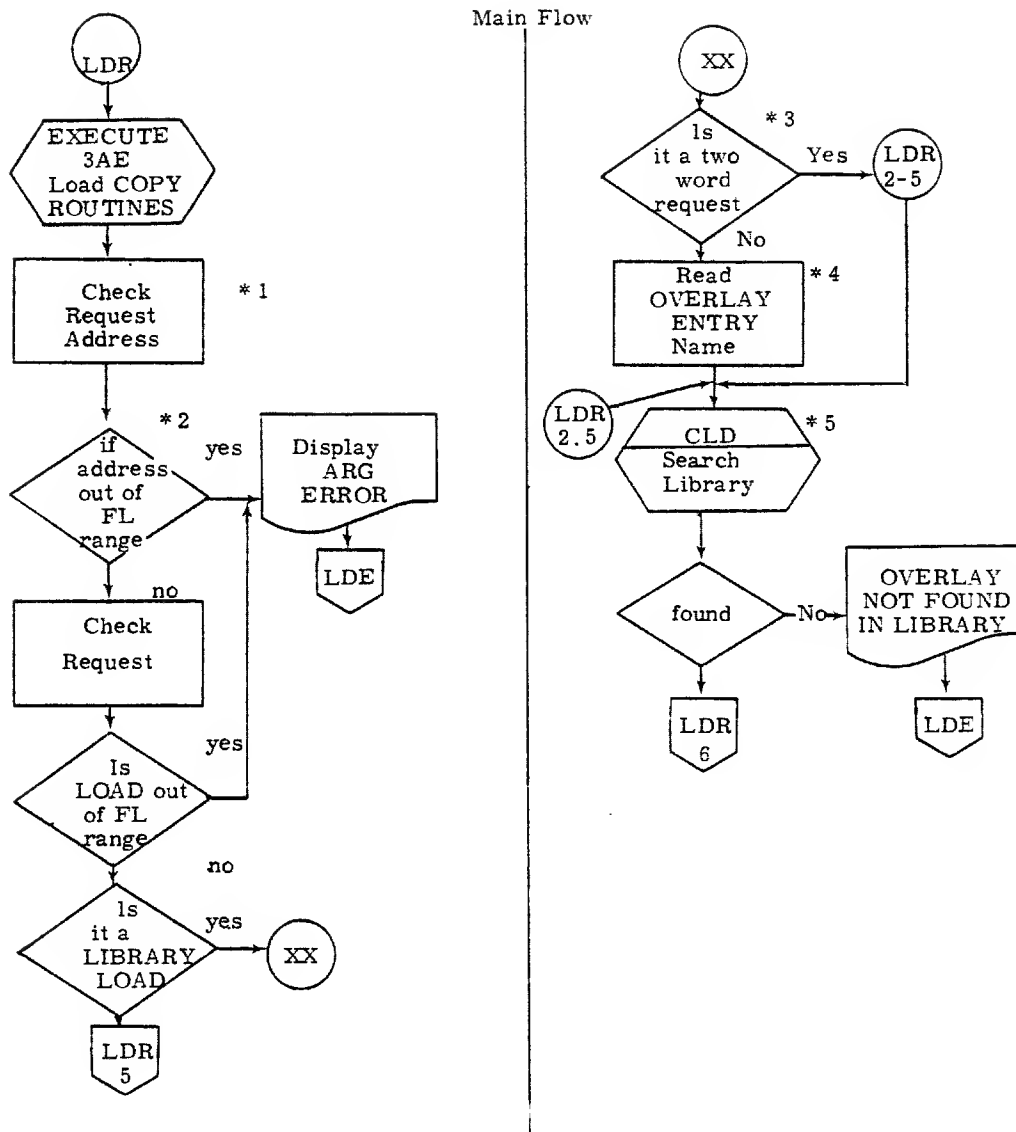 Main Flow
LDR
EXECUTE
3AE
Load COPY
ROUTINES
Check
Request
Address
*1
*2
if
address
out of
FL
range
yes
Display
ARG
ERROR
LDE
no
Check
Request
yes
Is
LOAD out
of FL
range
no
Is
it a
LIBRARY
LOAD
yes
XX
LDR
5
XX
*3
Is
it a two
word
request
Yes
LDR
2-5
No
Read
OVERLAY
ENTRY
Name
*4
LDR
2.5
CLD
Search
Library
*5
found
No
OVERLAY
NOT FOUND
IN LIBRARY
LDR
6
LDE